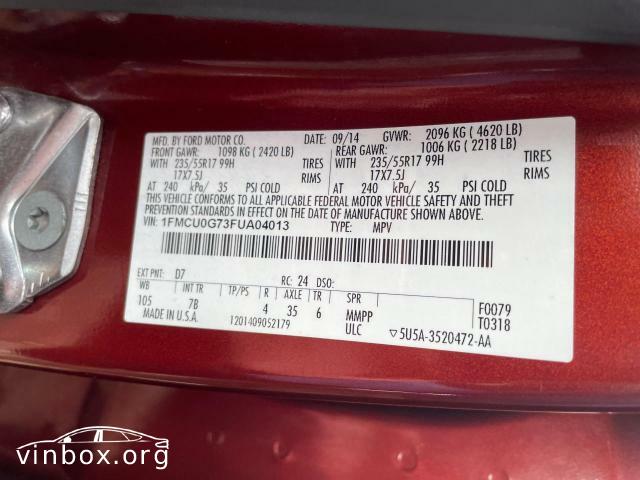 MFD. BY FORD MOTOR CO. DATE: 09/14 GVWR: 2096 KG ( 4620 LB)
FRONT GAWR: 1098 KG ( 2420 LB) REAR GAWR: 1006 KG ( 2218 LB)
WITH 235/55R17 99H TIRES WITH 235/55R17 99H TIRES
17X7.5J RIMS 17X7.5J RIMS
AT 240 kPa/ 35 PSI COLD AT 240 kPa/ 35 PSI COLD
THIS VEHICLE CONFORMS TO ALL APPLICABLE FEDERAL MOTOR VEHICLE SAFETY AND THEFT
PREVENTION STANDARDS IN EFFECT ON THE DATE OF MANUFACTURE SHOWN ABOVE.
VIN: 1FMCU0G73FUA04013 TYPE: MPV
EXT PNT: D7 RC: 24 DSO:
WB INT TR TP/PS R AXLE TR SPR
105 7B 4 35 6 MMPP F0079
MADE IN U.S.A. 1201409052179 ULC T0318
▽5U5A-3520472-AA
vinbox.org